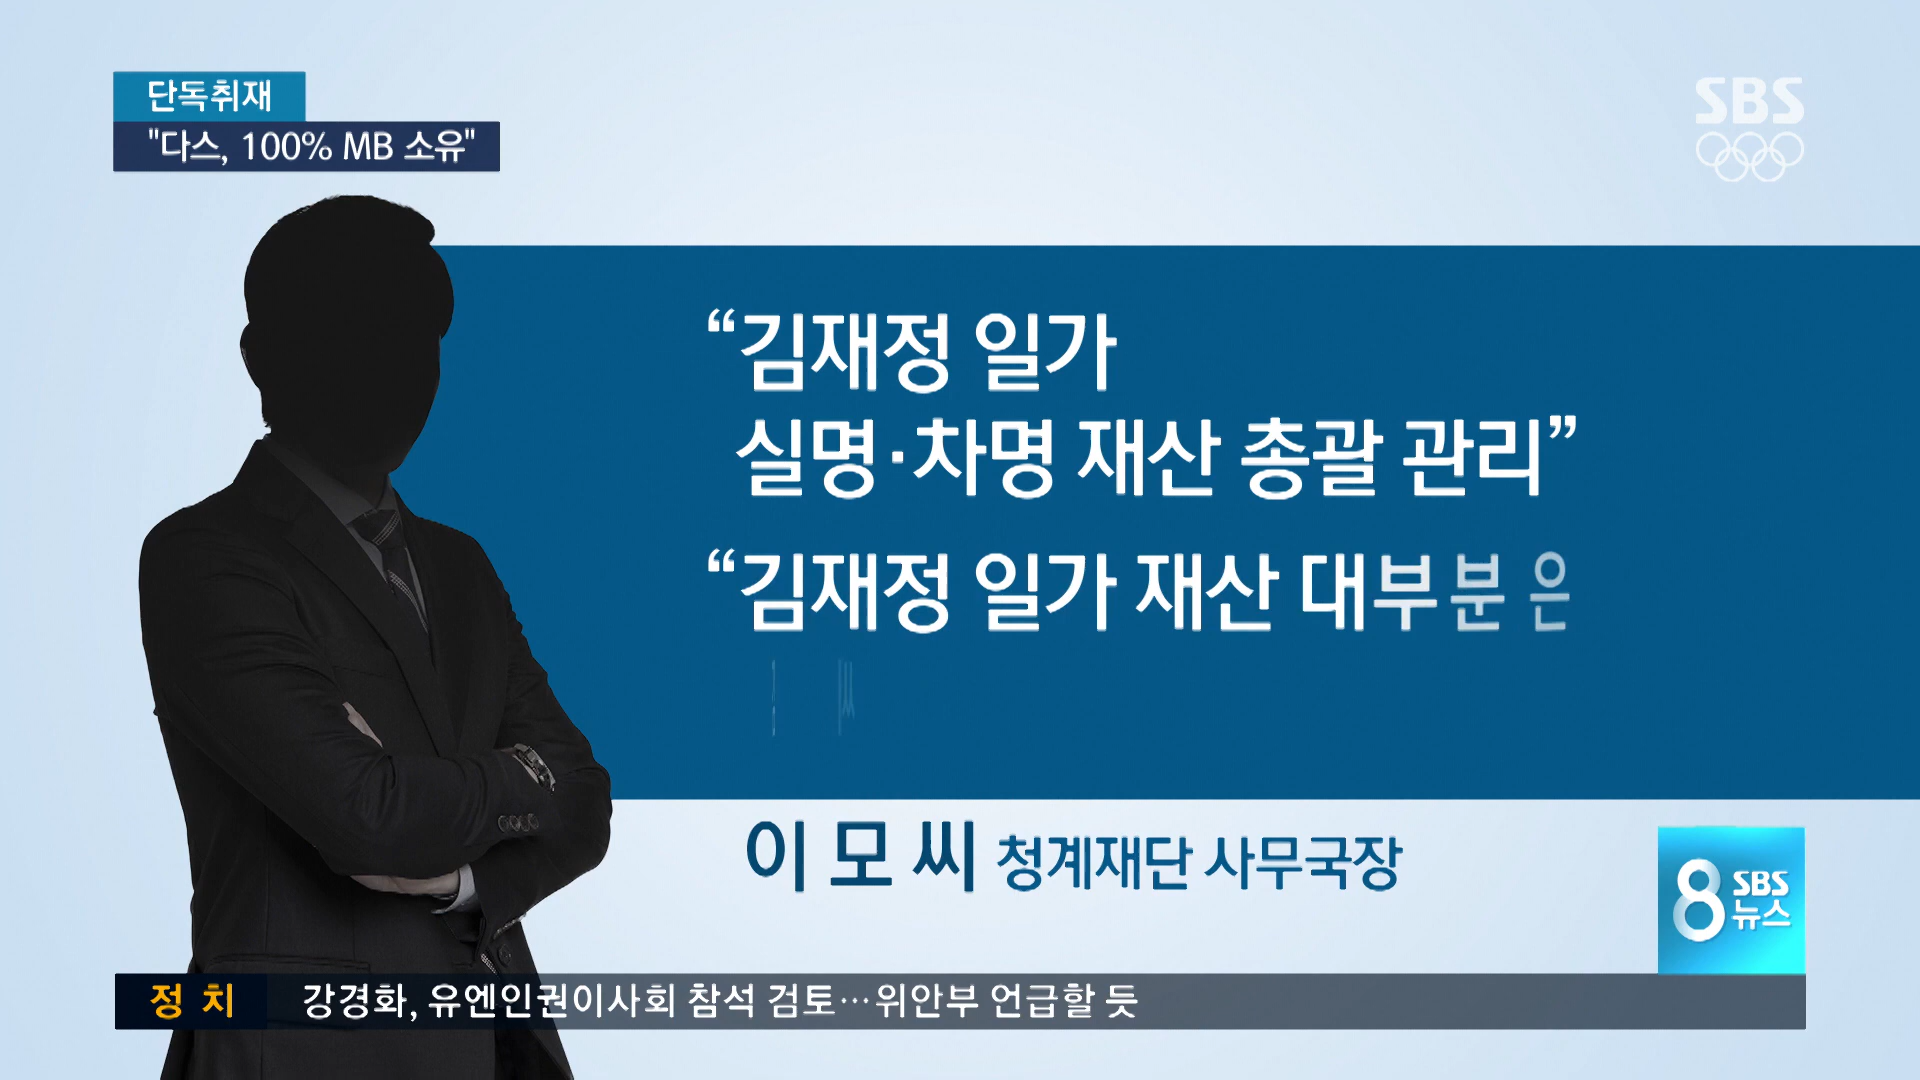 단독취재
"다스, 100% MB 소유"
SBS
“김재정 일가
실명·차명 재산 총괄 관리”
“김재정 일가 재산 대부분은
이 모 씨 청계재단 사무국장
8 SBS
뉴스
정 치 강경화, 유엔인권이사회 참석 검토…위안부 언급할 듯